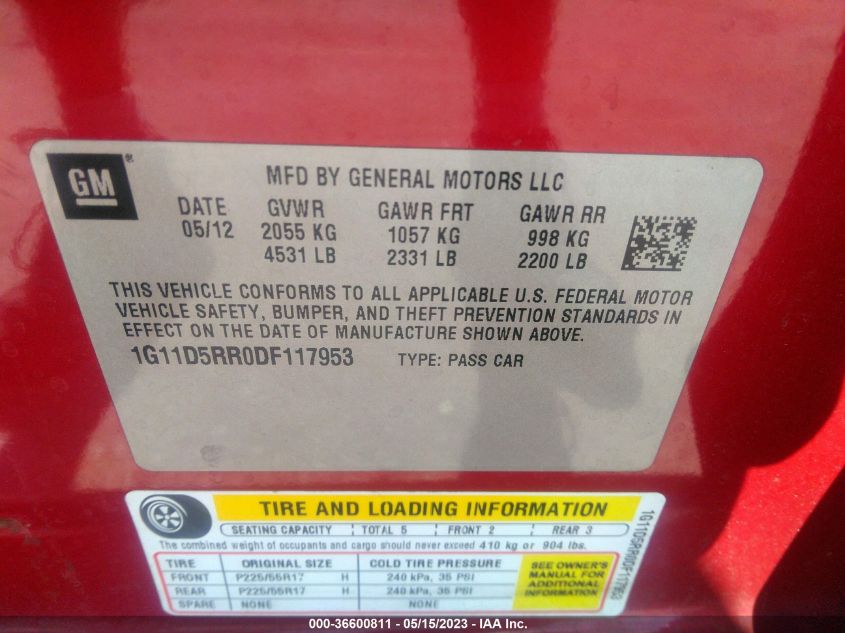 GM ®
MFD BY GENERAL MOTORS LLC
DATE GVWR GAWR FRT GAWR RR
05/12 2055 KG 1057 KG 998 KG
4531 LB 2331 LB 2200 LB
THIS VEHICLE CONFORMS TO ALL APPLICABLE U.S. FEDERAL MOTOR
VEHICLE SAFETY, BUMPER, AND THEFT PREVENTION STANDARDS IN
EFFECT ON THE DATE OF MANUFACTURE SHOWN ABOVE.
1G11D5RR0DF117953 TYPE: PASS CAR
TIRE AND LOADING INFORMATION
SEATING CAPACITY TOTAL 5 FRONT 2 REAR 3
The combined weight of occupants and cargo should never exceed 410 kg or 904 lbs.
TIRE ORIGINAL SIZE COLD TIRE PRESSURE
FRONT P225/55R17 H 240 kPa, 35 PSI
REAR P225/55R17 H 240 kPa, 35 PSI
SPARE NONE NONE
SEE OWNER'S
MANUAL FOR
ADDITIONAL
INFORMATION
1G11D5RR0DF117953
000-36600811 - 05/15/2023 - IAA Inc.